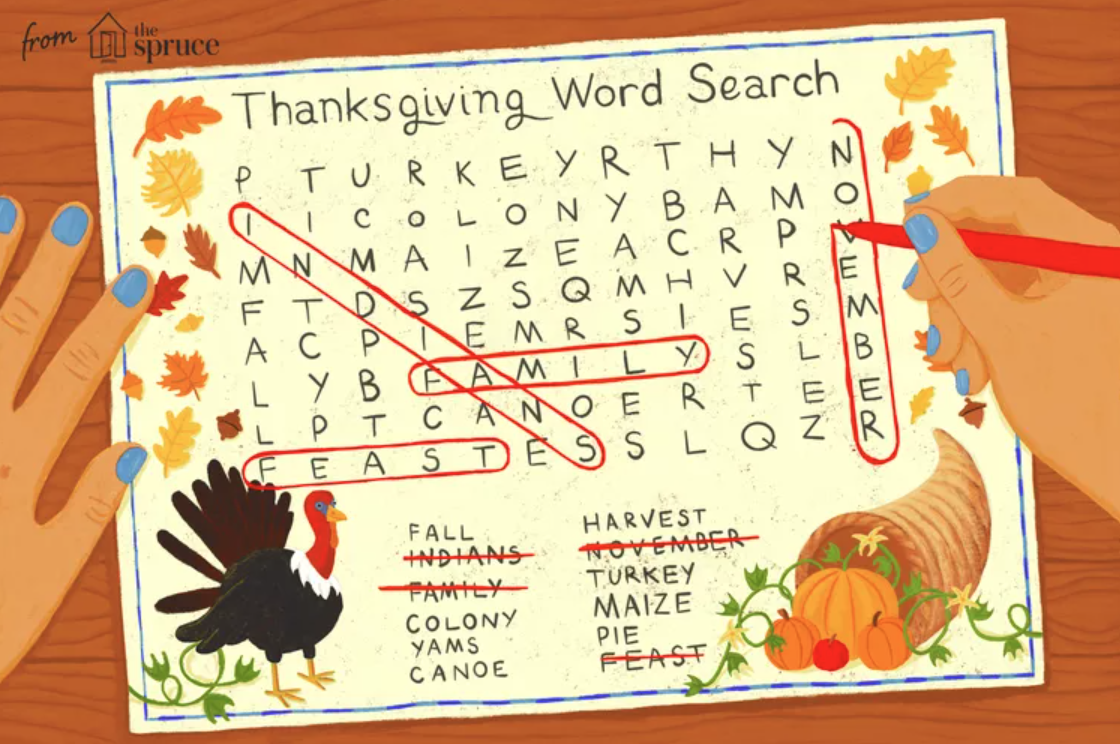 from the spruce
Thanksgiving Word Search
P T U R K E Y R T H Y N
I I C O L O N Y B A M O
M N M A I Z E A C R P V
F T D S Z S Q M H V R E
A C P I E M R S I E S M
L Y B F A M I L Y S L B
L P T C A N O E R T E E
F E A S T E S S L Q Z R
FALL
INDIANS
FAMILY
COLONY
YAMS
CANOE
HARVEST
NOVEMBER
TURKEY
MAIZE
PIE
FEAST